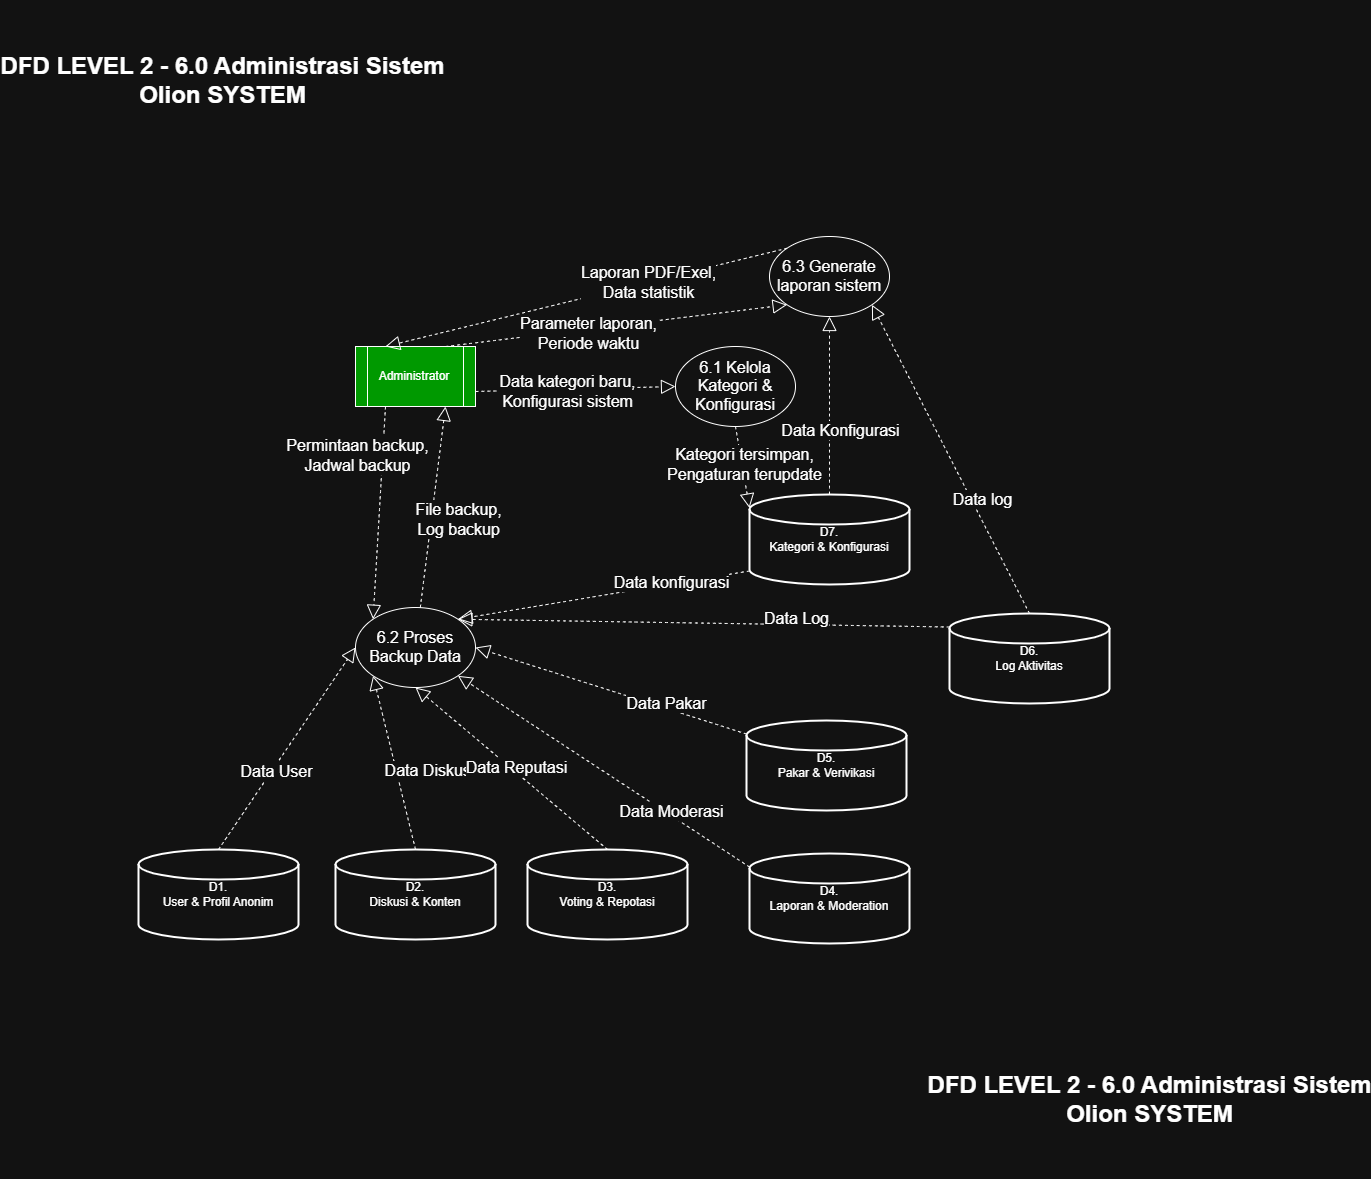 DFD LEVEL 2 - 6.0 Administrasi Sistem
Olion SYSTEM
6.3 Generate
laporan sistem
Laporan PDF/Exel,
Data statistik
Parameter laporan,
Periode waktu
Administrator
Data kategori baru,
Konfigurasi sistem
6.1 Kelola
Kategori &
Konfigurasi
Data Konfigurasi
Permintaan backup,
Jadwal backup
Kategori tersimpan,
Pengaturan terupdate
Data log
File backup,
Log backup
D7.
Kategori & Konfigurasi
Data konfigurasi
Data Log
6.2 Proses
Backup Data
D6.
Log Aktivitas
Data Pakar
D5.
Pakar & Verivikasi
Data User
Data Diskus
Data Reputasi
Data Moderasi
D1.
User & Profil Anonim
D2.
Diskusi & Konten
D3.
Voting & Repotasi
D4.
Laporan & Moderation
DFD LEVEL 2 - 6.0 Administrasi Sistem
Olion SYSTEM